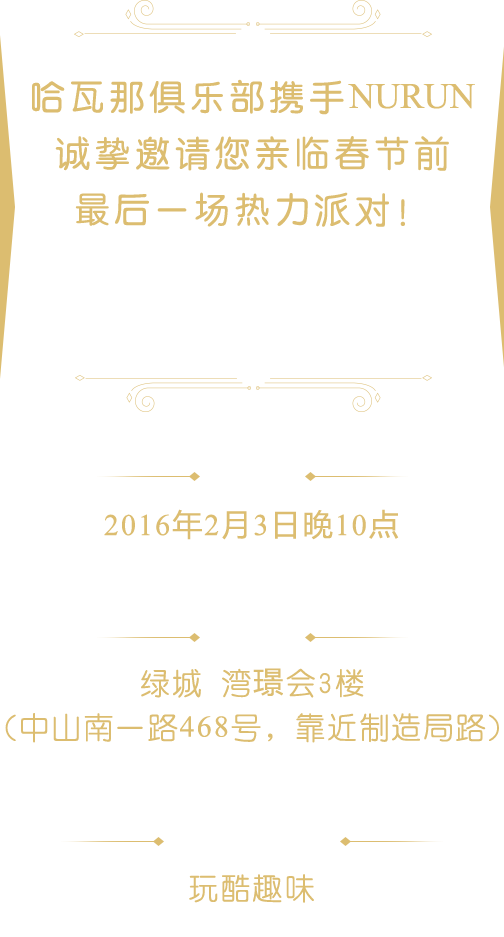 哈瓦那俱乐部携手NURUN
诚挚邀请您亲临春节前
最后一场热力派对！
2016年2月3日晚10点
绿城 湾璟会3楼
（中山南一路468号，靠近制造局路）
玩酷趣味